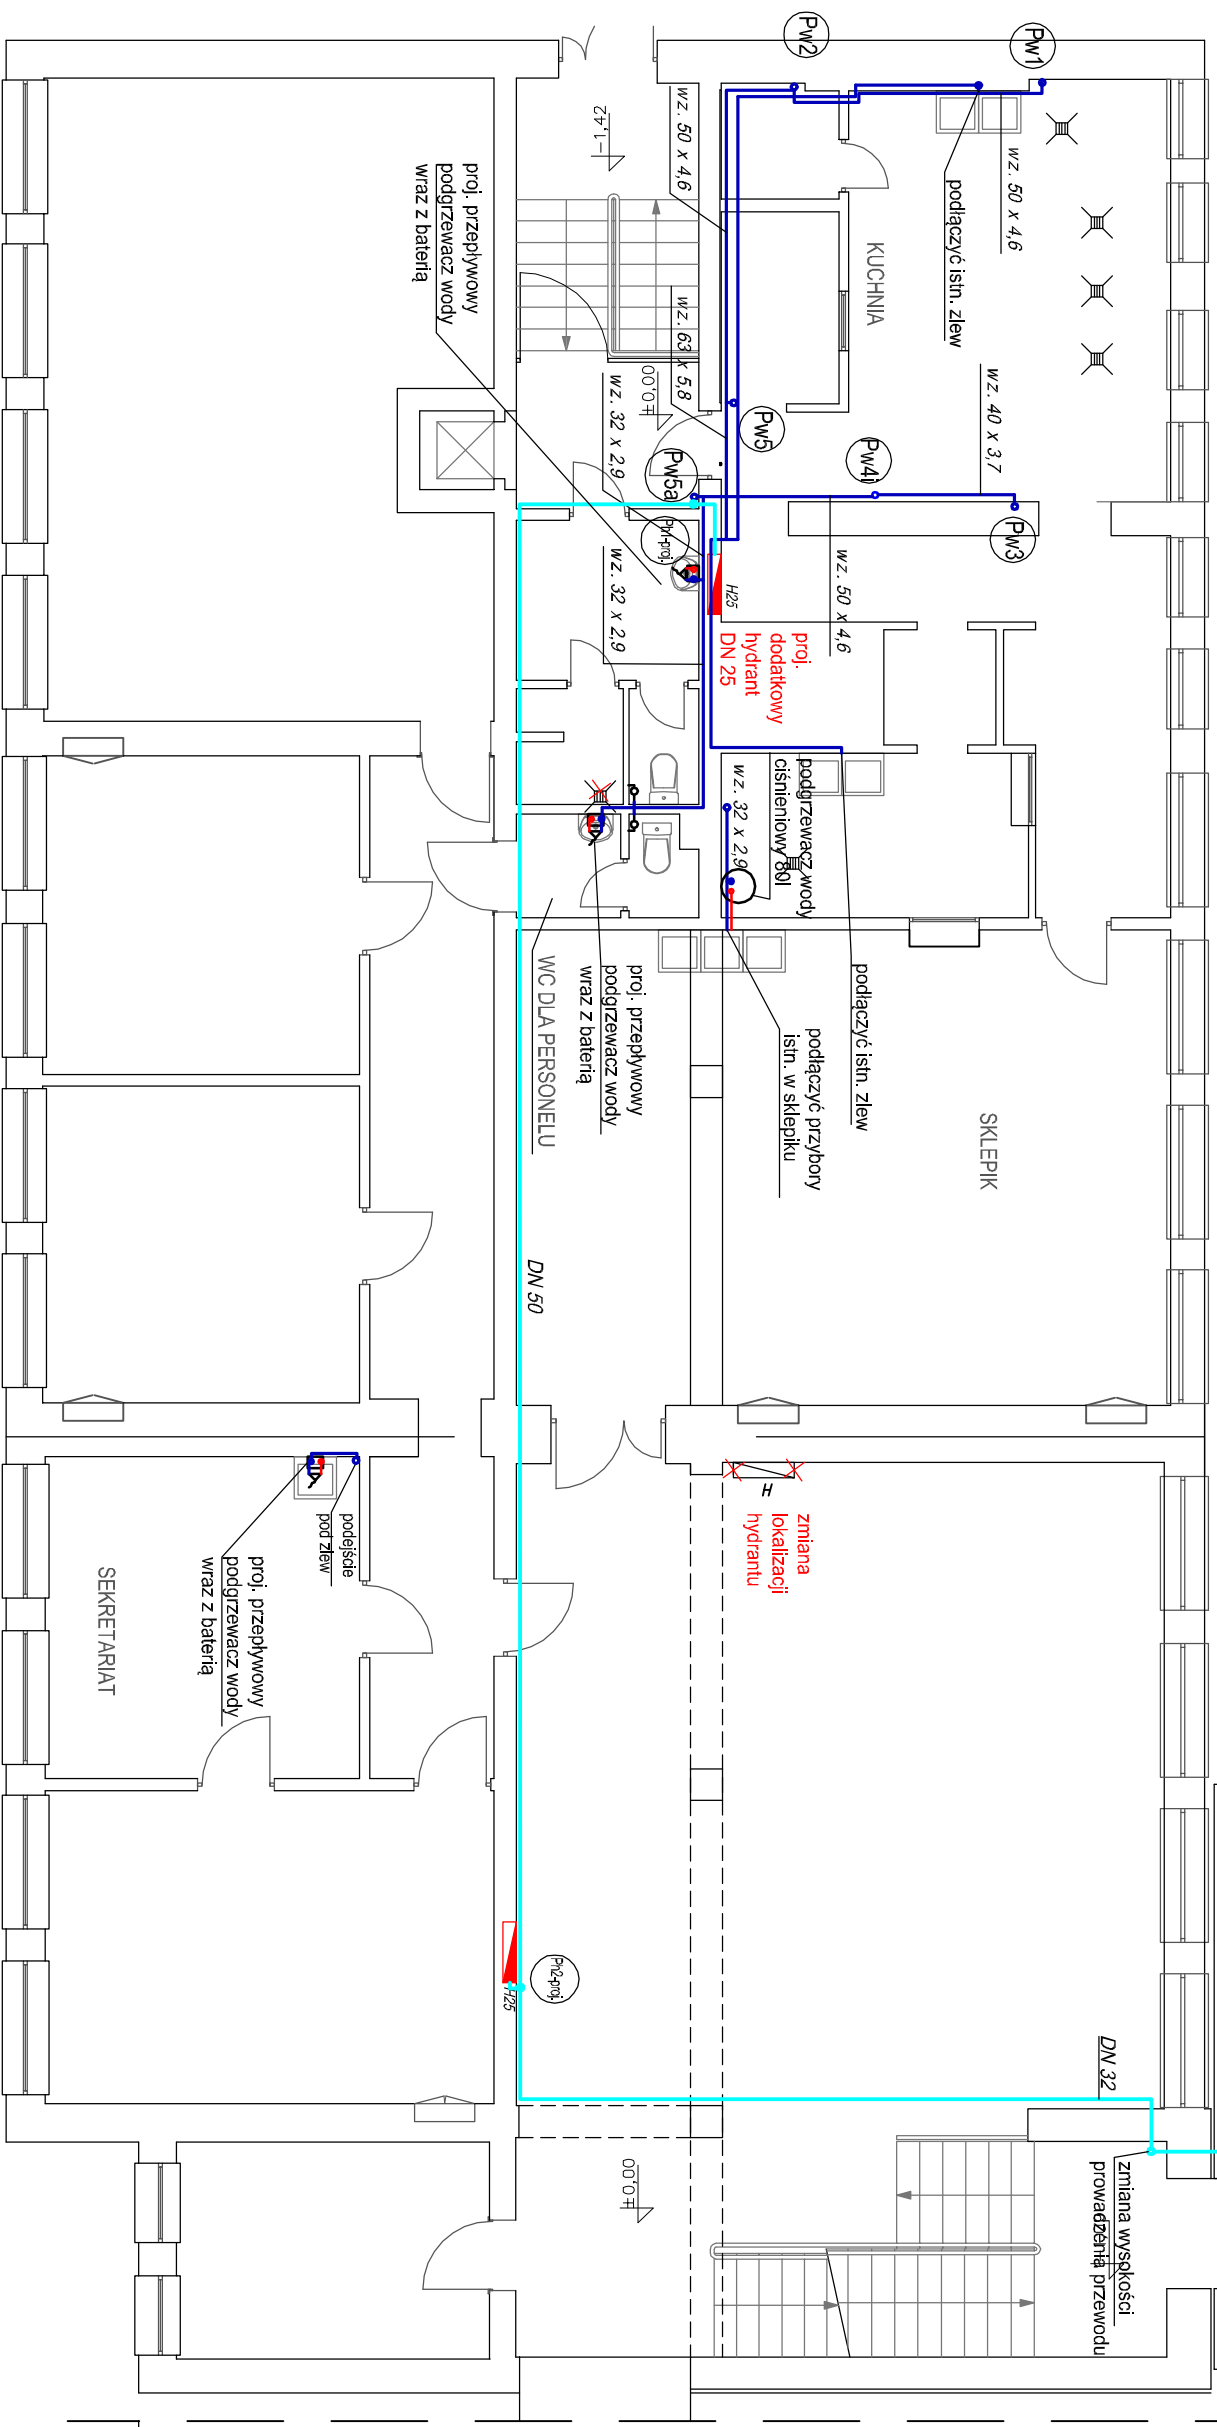 Pw1
Pw2
wz. 50 x 4,6
podłączyć istn. zlew
KUCHNIA
wz. 50 x 4,6
-1,42
proj. przepływowy
podgrzewacz wody
wraz z baterią
wz. 63 x 5,8
±0,00
wz. 32 x 2,9
wz. 40 x 3,7
Pw5
Pw4i
Pw5a
Pw3
Ph1-proj.
wz. 50 x 4,6
wz. 32 x 2,9
H25
proj.
dodatkowy
hydrant
DN 25
podgrzewacz wody
ciśnieniowy 80l
wz. 32 x 2,9
podłączyć istn. zlew
podłączyć przybory
istn. w sklepiku
proj. przepływowy
podgrzewacz wody
wraz z baterią
WC DLA PERSONELU
SKLEPIK
DN 50
H
zmiana
lokalizacji
hydrantu
podejście
pod zlew
proj. przepływowy
podgrzewacz wody
wraz z baterią
SEKRETARIAT
Ph2-proj.
H25
DN 32
±0,00
zmiana wysokości
prowadzenia przewodu